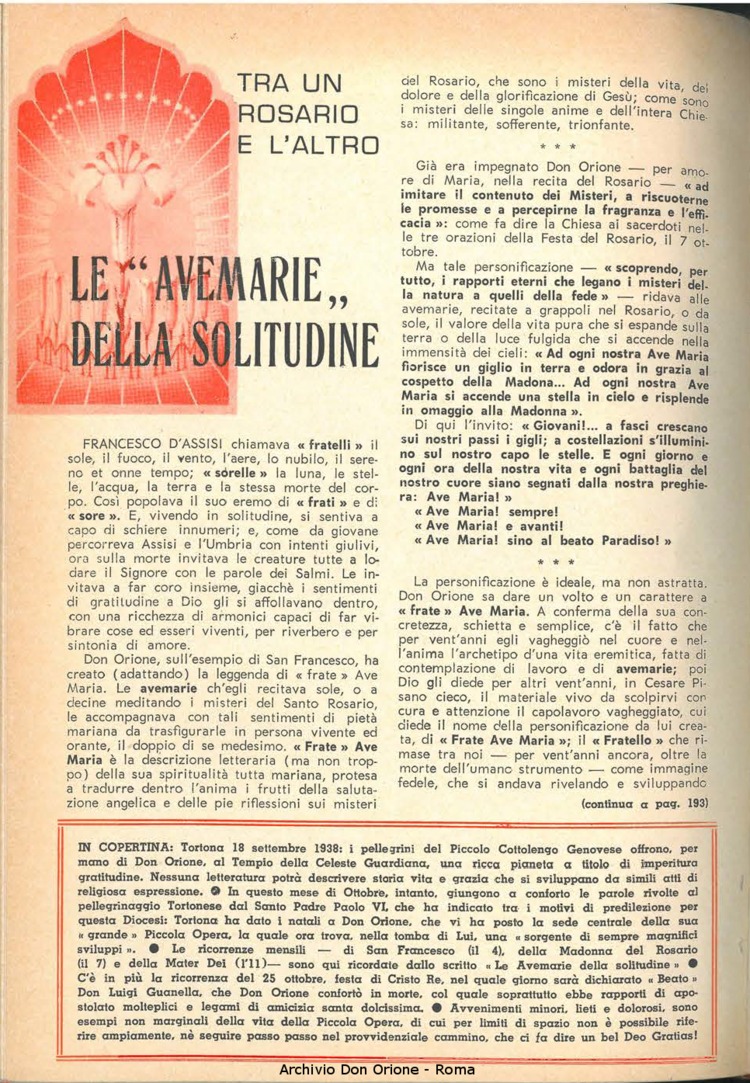 TRA UN
ROSARIO
E L'ALTRO
LE “ AVEMARIE „
DELLA SOLITUDINE
FRANCESCO D'ASSISI chiamava « fratelli » il
sole, il fuoco, il vento, l'aere, lo nubilo, il sere-
no et onne tempo; « sorelle » la luna, le stel-
le, l'acqua, la terra e la stessa morte del cor-
po. Così popolava il suo eremo di « frati » e di
« sore ». E, vivendo in solitudine, si sentiva a
capo di schiere innumeri; e, come da giovane
percorreva Assisi e l'Umbria con intenti giulivi,
ora sulla morte invitava le creature tutte a lo-
dare il Signore con le parole dei Salmi. Le in-
vitava a far coro insieme, giacchè i sentimenti
di gratitudine a Dio gli si affollavano dentro,
con una ricchezza di armonici capaci di far vi-
brare cose ed esseri viventi, per riverbero e per
sintonia di amore.
Don Orione, sull'esempio di San Francesco, ha
creato (adattando) la leggenda di « frate » Ave
Maria. Le avemarie ch'egli recitava sole, o a
decine meditando i misteri del Santo Rosario,
le accompagnava con tali sentimenti di pietà
mariana da trasfigurarle in persona vivente ed
orante, il doppio di se medesimo. « Frate » Ave
Maria è la descrizione letteraria (ma non trop-
po) della sua spiritualità tutta mariana, protesa
a tradurre dentro l'anima i frutti della saluta-
zione angelica e delle pie riflessioni sui misteri
del Rosario, che sono i misteri della vita, del
dolore e della glorificazione di Gesù; come sono
i misteri delle singole anime e dell'intera Chie-
sa: militante, sofferente, trionfante.
* * *
Già era impegnato Don Orione — per amo-
re di Maria, nella recita del Rosario — « ad
imitare il contenuto dei Misteri, a riscuoterne
le promesse e a percepirne la fragranza e l'effi-
cacia »: come fa dire la Chiesa ai sacerdoti nel-
le tre orazioni della Festa del Rosario, il 7 ot-
tobre.
Ma tale personificazione — « scoprendo, per
tutto, i rapporti eterni che legano i misteri del-
la natura a quelli della fede » — ridava alle
avemarie, recitate a grappoli nel Rosario, o da
sole, il valore della vita pura che si espande sulla
terra o della luce fulgida che si accende nella
immensità dei cieli: « Ad ogni nostra Ave Maria
fiorisce un giglio in terra e odora in grazia al
cospetto della Madona... Ad ogni nostra Ave
Maria si accende una stella in cielo e risplende
in omaggio alla Madonna ».
Di qui l'invito: « Giovani!... a fasci crescano
sui nostri passi i gigli; a costellazioni s'illumini-
no sul nostro capo le stelle. E ogni giorno e
ogni ora della nostra vita e ogni battaglia del
nostro cuore siano segnati dalla nostra preghie-
ra: Ave Maria! »
« Ave Maria! sempre!
« Ave Maria! e avanti!
« Ave Maria! sino al beato Paradiso! »
* * *
La personificazione è ideale, ma non astratta.
Don Orione sa dare un volto e un carattere a
« frate » Ave Maria. A conferma della sua con-
cretezza, schietta e semplice, c'è il fatto che
per vent'anni egli vagheggiò nel cuore e nel-
l'anima l'archetipo d'una vita eremitica, fatta di
contemplazione di lavoro e di avemarie; poi
Dio gli diede per altri vent'anni, in Cesare Pi-
sano cieco, il materiale vivo da scolpirvi con
cura e attenzione il capolavoro vagheggiato, cui
diede il nome della personificazione da lui crea-
ta, di « Frate Ave Maria »; il « Fratello » che ri-
mase tra noi — per vent'anni ancora, oltre la
morte dell'umano strumento — come immagine
fedele, che si andava rivelando e sviluppando
(continua a pag. 193)
IN COPERTINA: Tortona 18 settembre 1938: i pellegrini del Piccolo Cottolengo Genovese offrono, per
mano di Don Orione, al Tempio della Celeste Guardiana, una ricca pianeta a titolo di imperitura
gratitudine. Nessuna letteratura potrà descrivere storia vita e grazia che si sviluppano da simili atti di
religiosa espressione. ● In questo mese di Ottobre, intanto, giungono a conforto le parole rivolte al
pellegrinaggio Tortonese dal Santo Padre Paolo VI, che ha indicato tra i motivi di predilezione per
questa Diocesi: Tortona ha dato i natali a Don Orione, che vi ha posto la sede centrale della sua
« grande » Piccola Opera, la quale ora trova, nella tomba di Lui, una « sorgente di sempre magnifici
sviluppi ». ● Le ricorrenze mensili — di San Francesco (il 4), della Madonna del Rosario
(il 7) e della Mater Dei (l'11)— sono qui ricordate dallo scritto « Le Avemarie della solitudine » ●
C'è in più la ricorrenza del 25 ottobre, festa di Cristo Re, nel quale giorno sarà dichiarato « Beato »
Don Luigi Guanella, che Don Orione confortò in morte, col quale soprattutto ebbe rapporti di apo-
stolato molteplici e legami di amicizia santa dolcissima. ● Avvenimenti minori, lieti e dolorosi, sono
esempi non marginali della vita della Piccola Opera, di cui per limiti di spazio non è possibile rife-
rire ampiamente, nè seguire passo passo nel provvidenziale cammino, che ci fa dire un bel Deo Gratias!
Archivio Don Orione - Roma